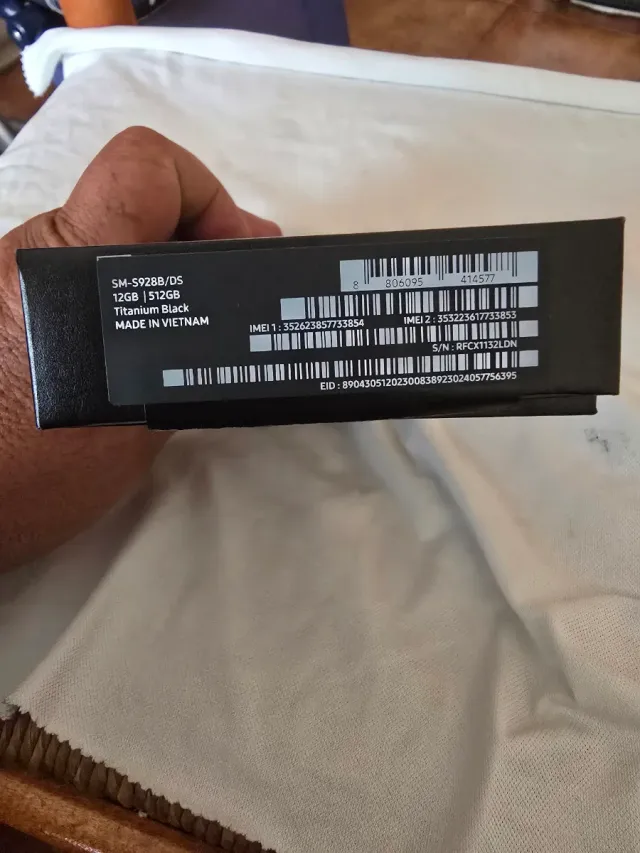 SM-S928B/DS
12GB | 512GB
Titanium Black
MADE IN VIETNAM
8 806095 414577
IMEI 1 : 352623857733854
IMEI 2 : 353223617733853
S/N : RFCX1132LDN
EID : 89043051202300838923024057756395